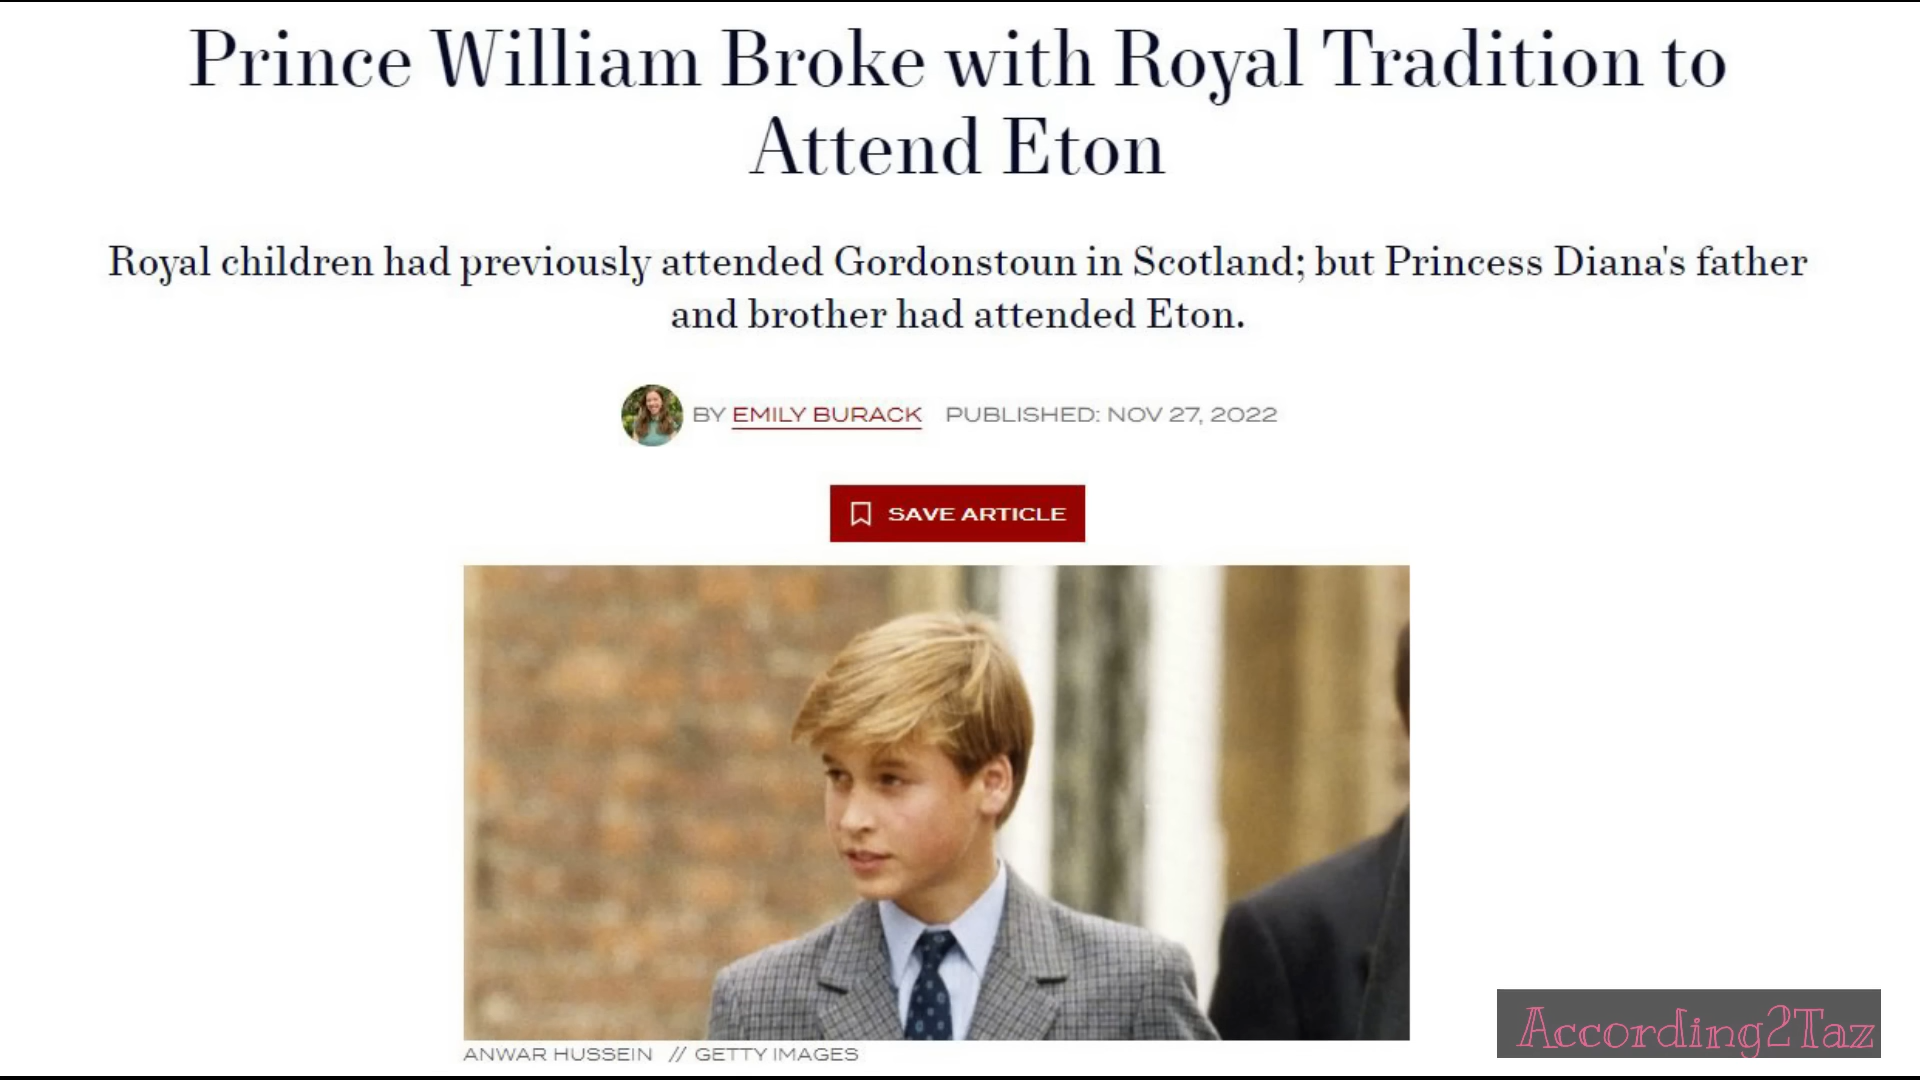 Prince William Broke with Royal Tradition to
Attend Eton
Royal children had previously attended Gordonstoun in Scotland; but Princess Diana's father
and brother had attended Eton.
BY EMILY BURACK PUBLISHED: NOV 27, 2022
SAVE ARTICLE
ANWAR HUSSEIN // GETTY IMAGES
According2Taz